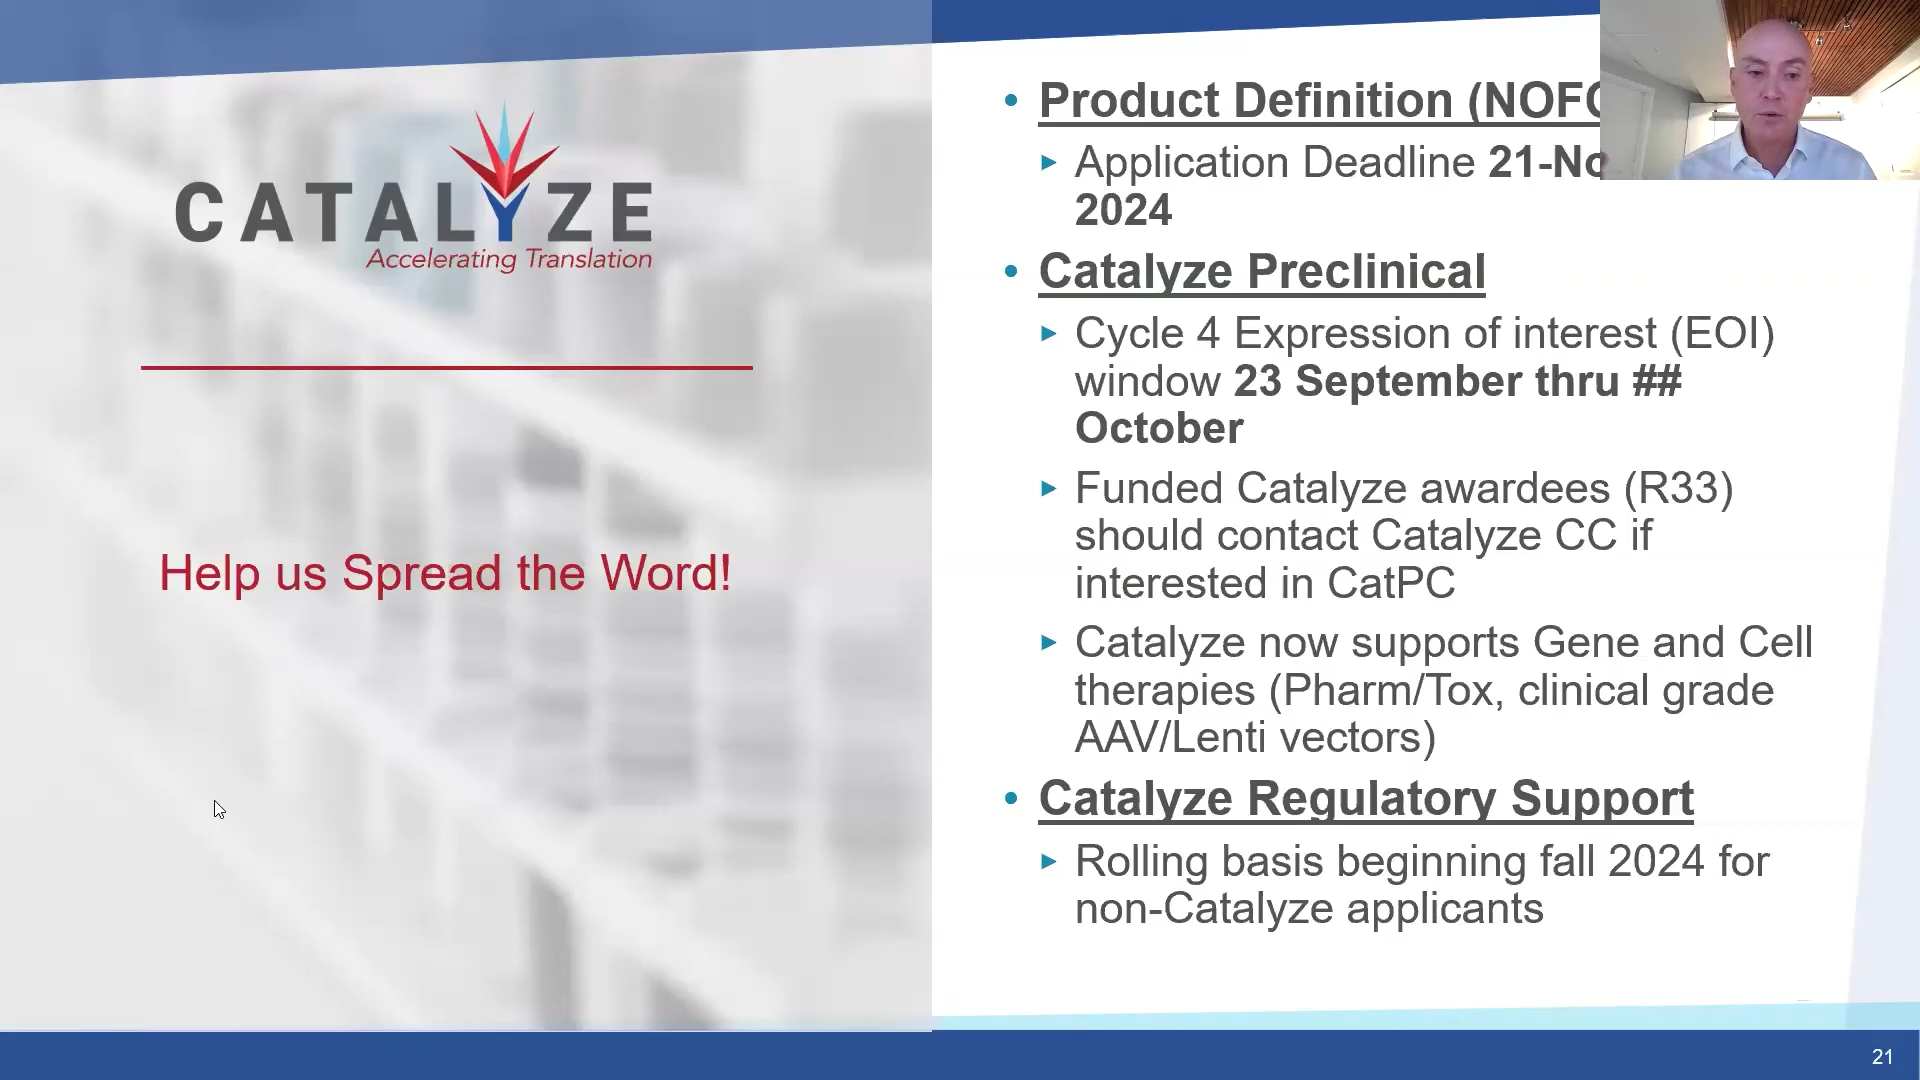 CATALYZE
Accelerating Translation
Help us Spread the Word!
• Product Definition (NOFO
▸ Application Deadline 21-No
2024
• Catalyze Preclinical
▸ Cycle 4 Expression of interest (EOI)
window 23 September thru ##
October
▸ Funded Catalyze awardees (R33)
should contact Catalyze CC if
interested in CatPC
▸ Catalyze now supports Gene and Cell
therapies (Pharm/Tox, clinical grade
AAV/Lenti vectors)
• Catalyze Regulatory Support
▸ Rolling basis beginning fall 2024 for
non-Catalyze applicants
21